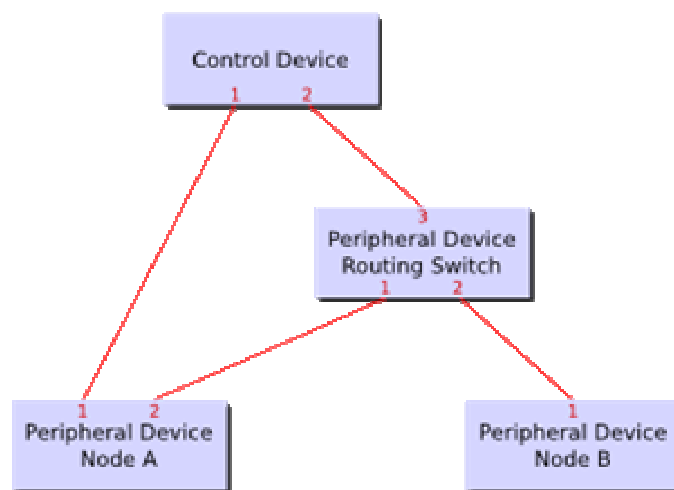 Control Device
1 2
3
Peripheral Device
Routing Switch
1 2
1 2
Peripheral Device
Node A
1
Peripheral Device
Node B